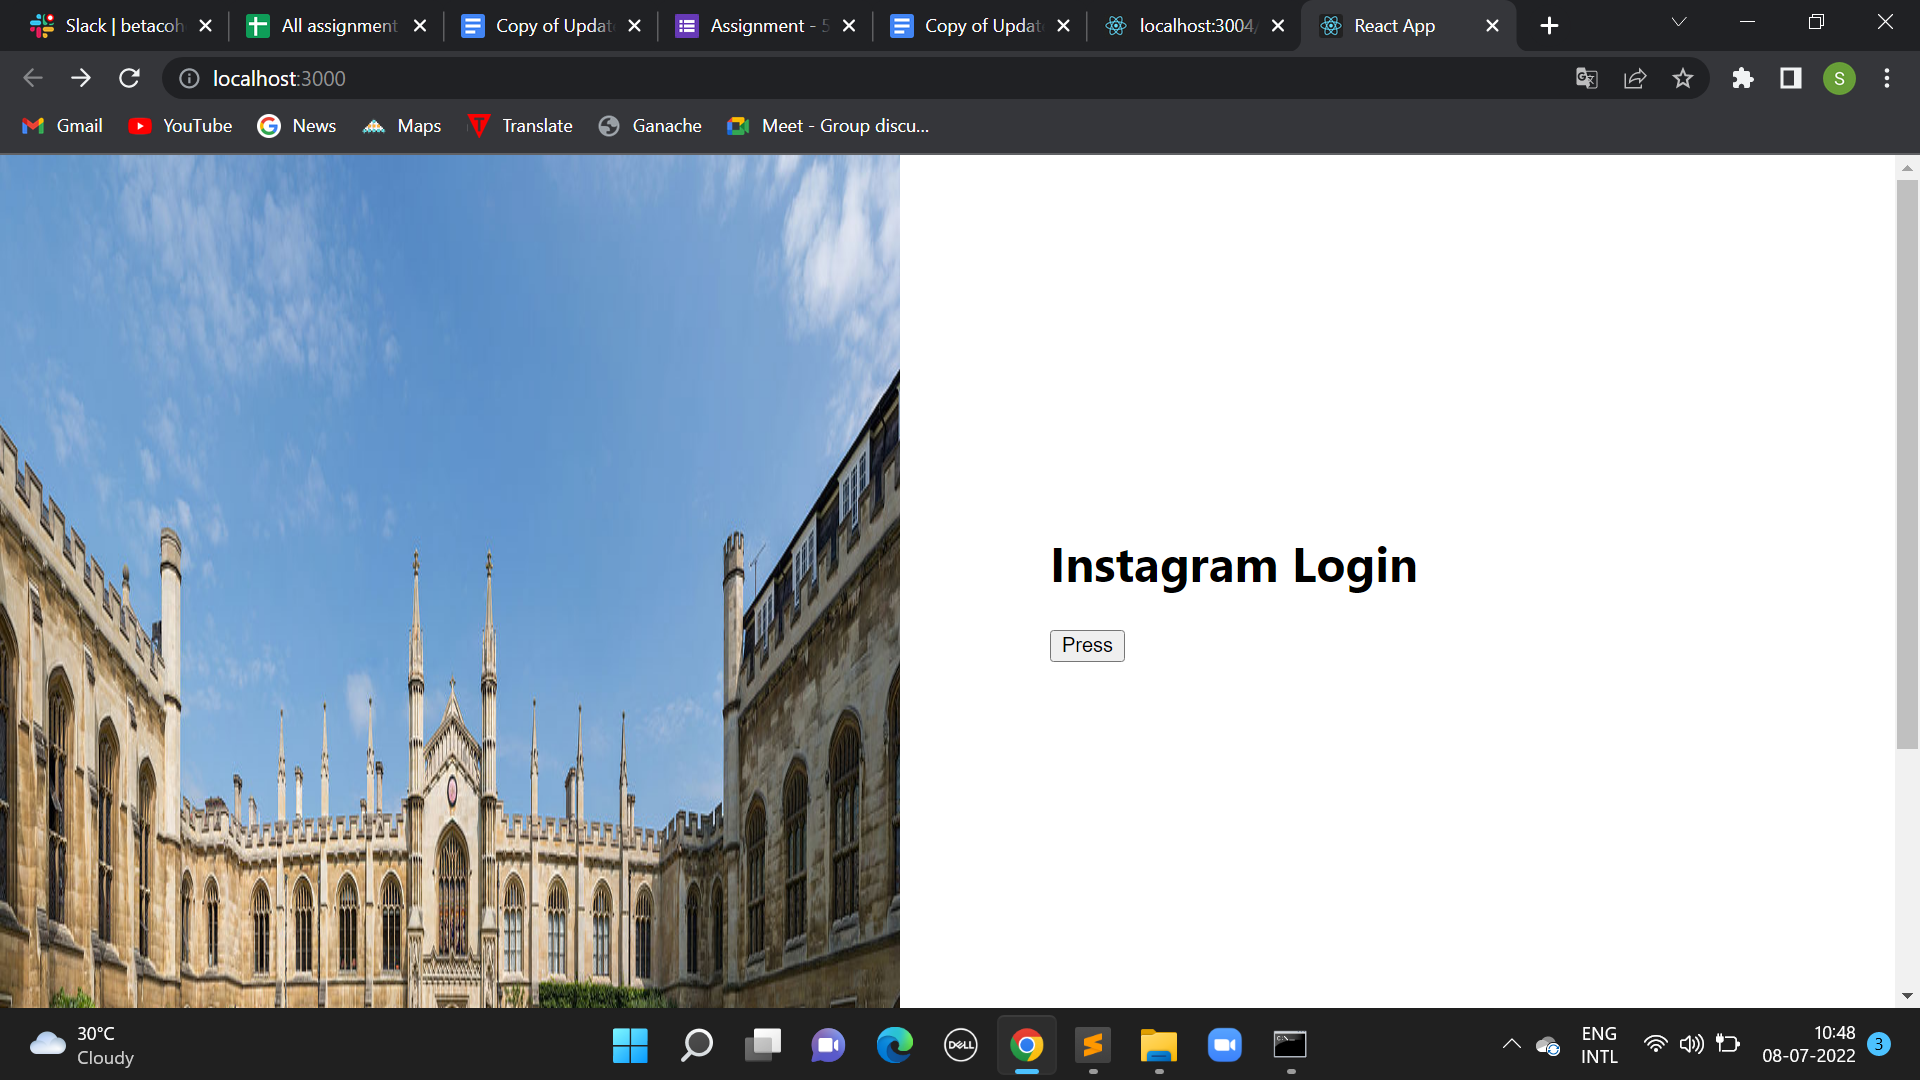 Slack | betacoh
All assignment
Copy of Updat
Assignment - 5
Copy of Updat
localhost:3004/
React App
localhost:3000
S
Gmail
YouTube
News
Maps
Translate
Ganache
Meet - Group discu...
Instagram Login
Press
30°C
Cloudy
DELL
ENG
INTL
10:48
08-07-2022
3